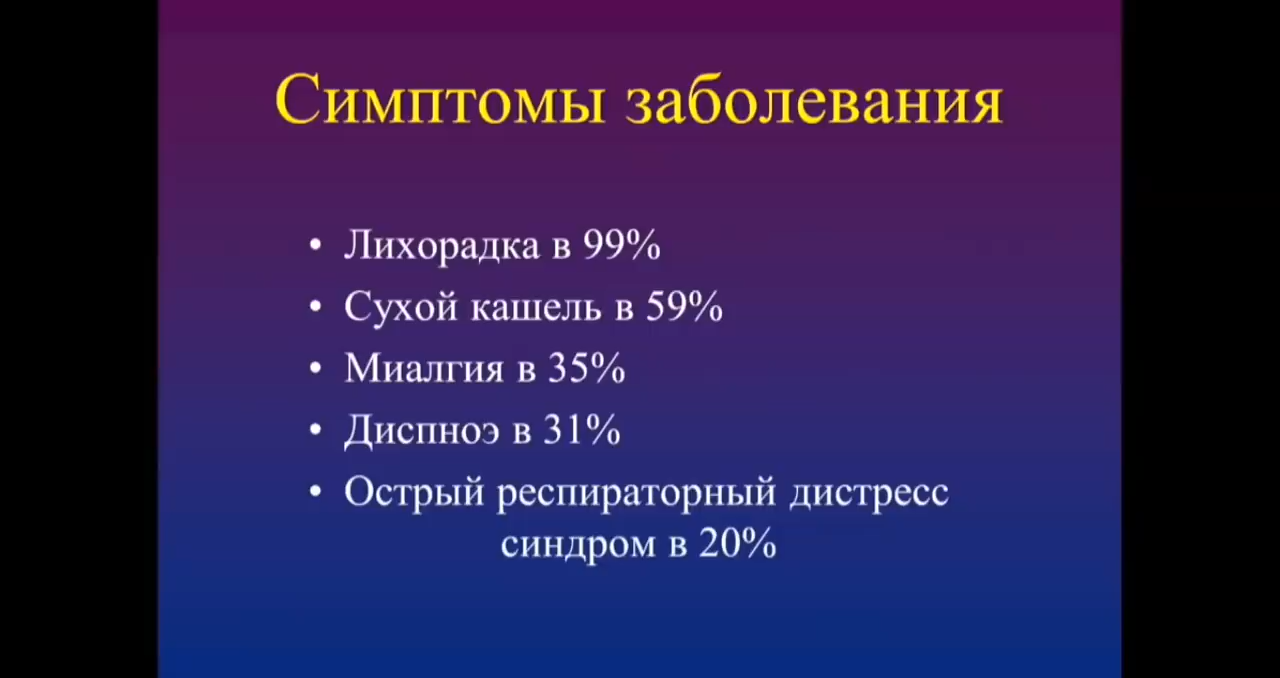 Симптомы заболевания
• Лихорадка в 99%
• Сухой кашель в 59%
• Миалгия в 35%
• Диспноэ в 31%
• Острый респираторный дистресс
синдром в 20%